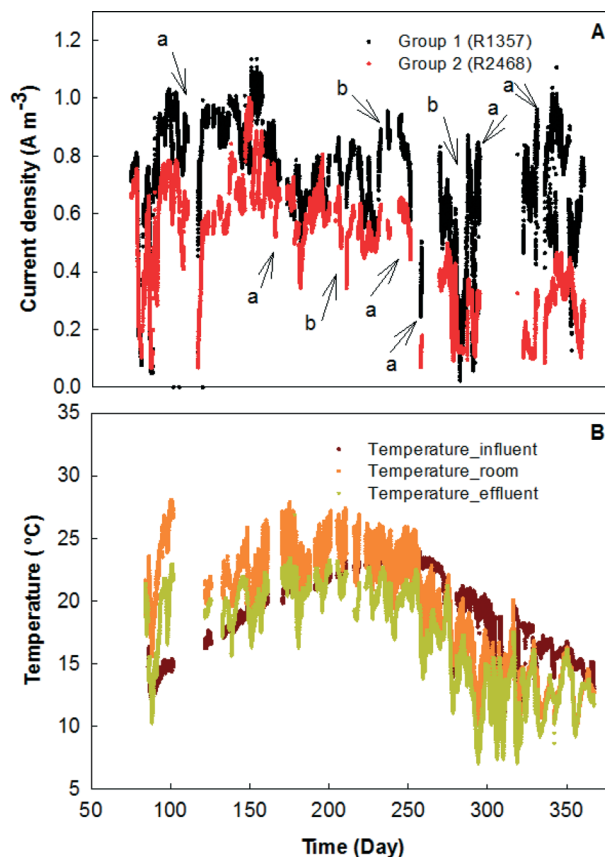 A
Group 1 (R1357)
Group 2 (R2468)
Current density (A m⁻³)
1.2
1.0
0.8
0.6
0.4
0.2
0.0
a
a
b
a
b
a
a
b
a
a
B
Temperature_influent
Temperature_room
Temperature_effluent
Temperature ( °C)
35
30
25
20
15
10
5
50 100 150 200 250 300 350
Time (Day)